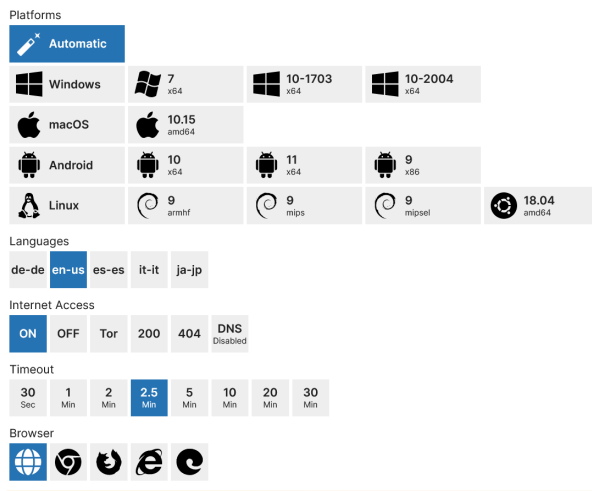 Platforms
Automatic
Windows 7 x64 10-1703 x64 10-2004 x64
macOS 10.15 amd64
Android 10 x64 11 x64 9 x86
Linux 9 armhf 9 mips 9 mipsel 18.04 amd64
Languages
de-de en-us es-es it-it ja-jp
Internet Access
ON OFF Tor 200 404 DNS Disabled
Timeout
30 Sec 1 Min 2 Min 2.5 Min 5 Min 10 Min 20 Min 30 Min
Browser